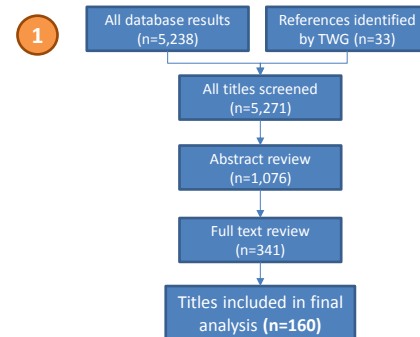 1
All database results
(n=5,238)
References identified
by TWG (n=33)
All titles screened
(n=5,271)
Abstract review
(n=1,076)
Full text review
(n=341)
Titles included in final
analysis (n=160)